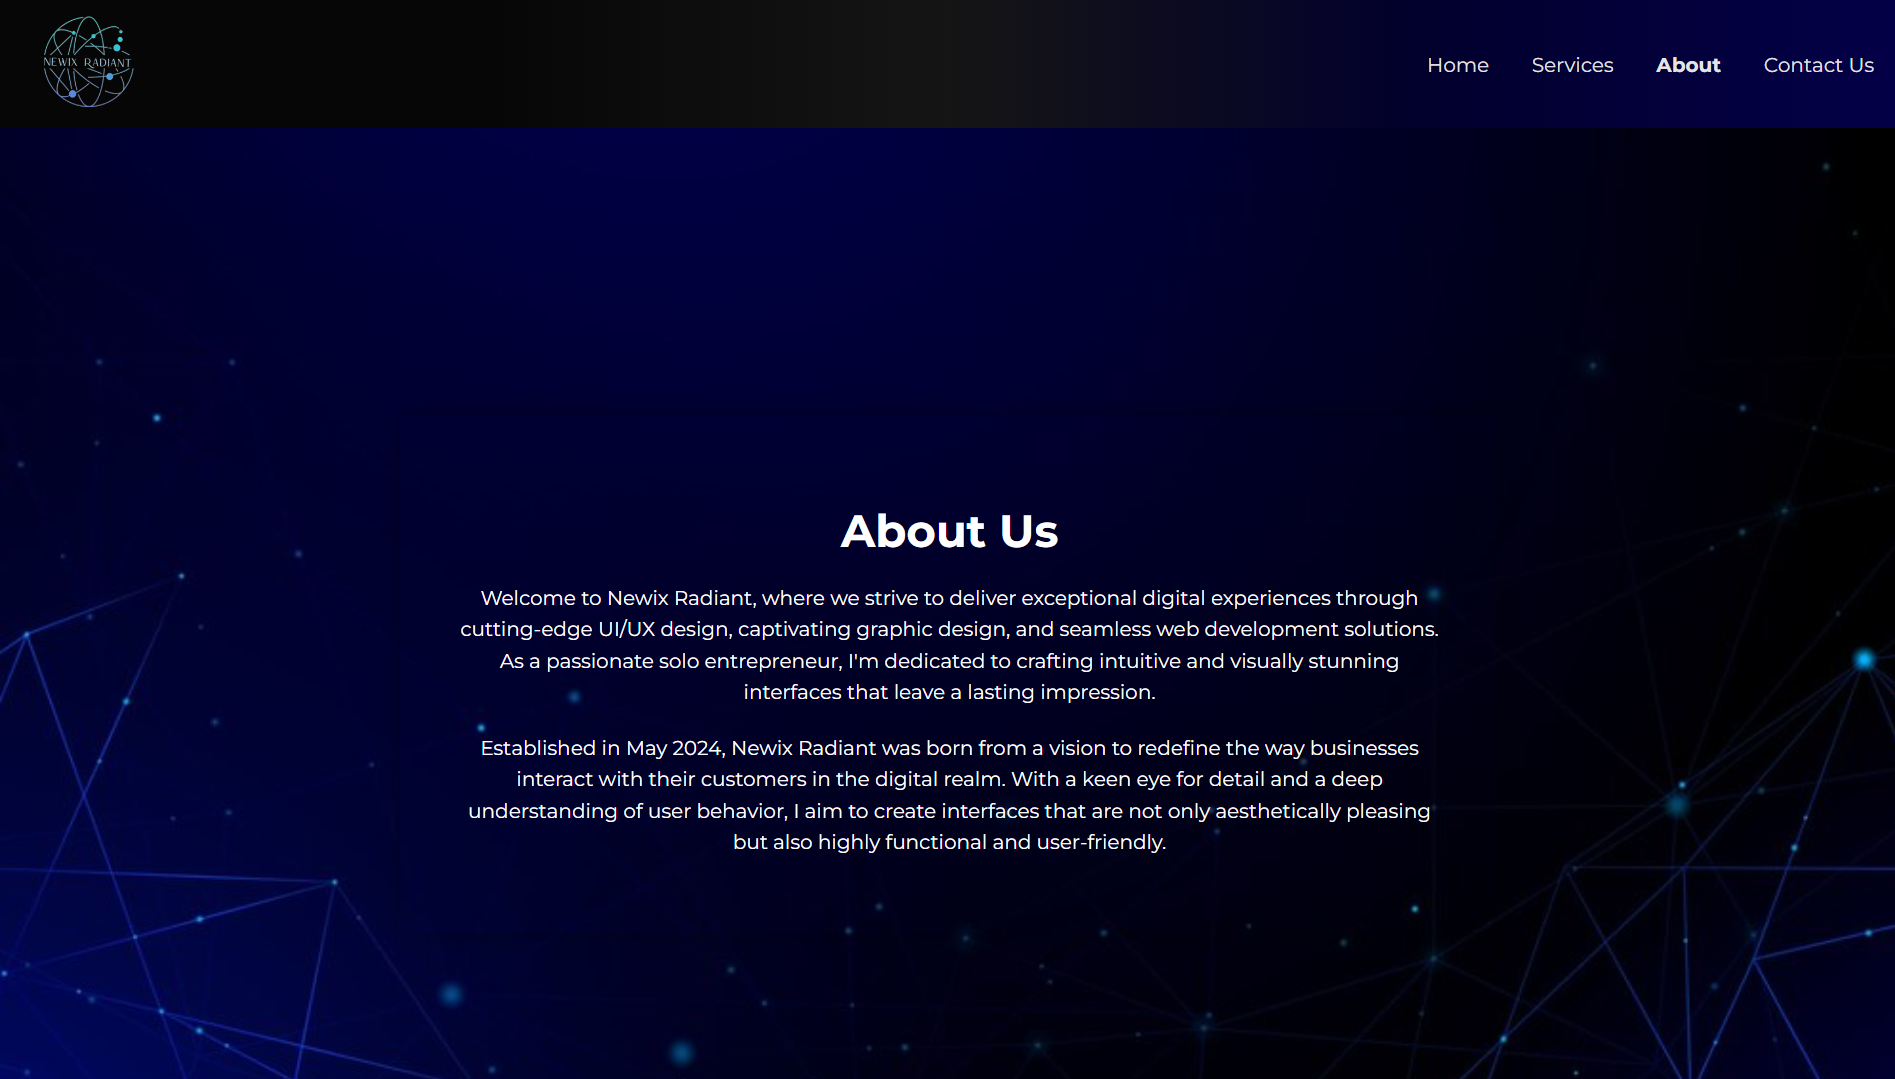 NEWIX RADIANT
Home Services About Contact Us
About Us
Welcome to Newix Radiant, where we strive to deliver exceptional digital experiences through
cutting-edge UI/UX design, captivating graphic design, and seamless web development solutions.
As a passionate solo entrepreneur, I'm dedicated to crafting intuitive and visually stunning
interfaces that leave a lasting impression.
Established in May 2024, Newix Radiant was born from a vision to redefine the way businesses
interact with their customers in the digital realm. With a keen eye for detail and a deep
understanding of user behavior, I aim to create interfaces that are not only aesthetically pleasing
but also highly functional and user-friendly.